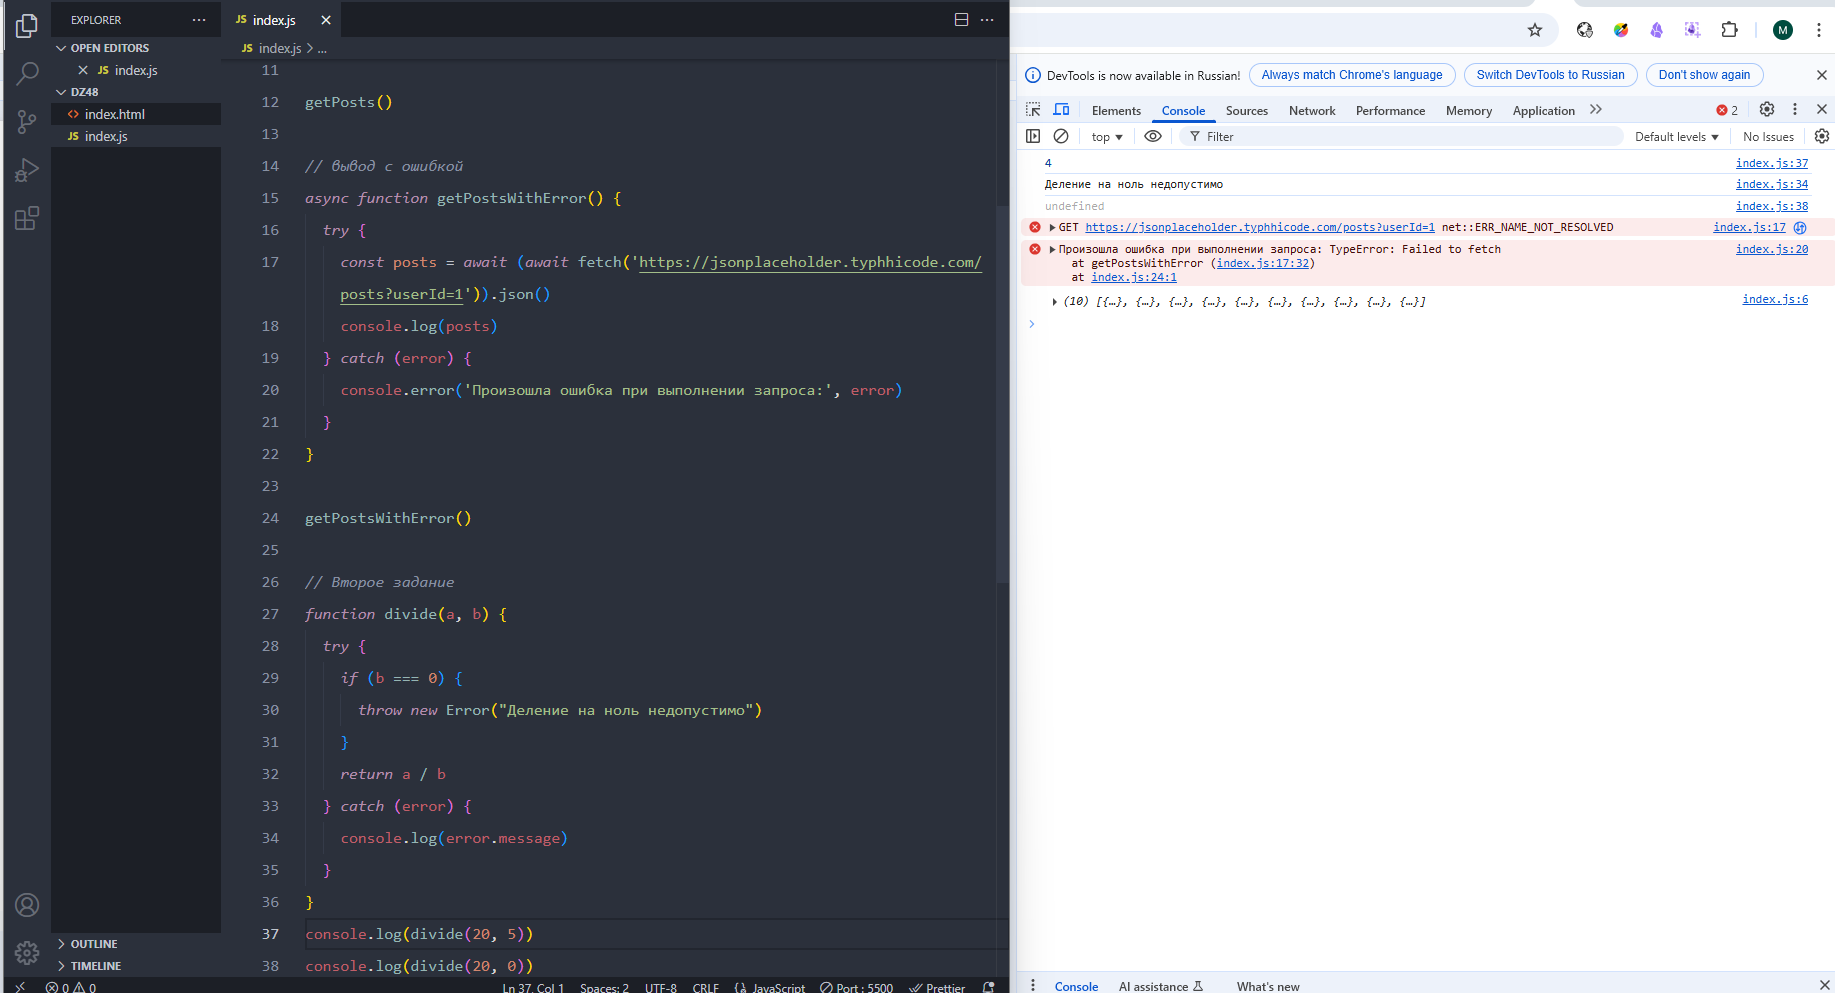 EXPLORER
OPEN EDITORS
JS index.js
DZ48
<> index.html
JS index.js
OUTLINE
TIMELINE
JS index.js
JS index.js > ...
11
12 getPosts()
13
14 // вывод с ошибкой
15 async function getPostsWithError() {
16 try {
17 const posts = await (await fetch('https://jsonplaceholder.typhhicode.com/
posts?userId=1')).json()
18 console.log(posts)
19 } catch (error) {
20 console.error('Произошла ошибка при выполнении запроса:', error)
21 }
22 }
23
24 getPostsWithError()
25
26 // Второе задание
27 function divide(a, b) {
28 try {
29 if (b === 0) {
30 throw new Error("Деление на ноль недопустимо")
31 }
32 return a / b
33 } catch (error) {
34 console.log(error.message)
35 }
36 }
37 console.log(divide(20, 5))
38 console.log(divide(20, 0))
0 0 Ln 37, Col 1 Spaces: 2 UTF-8 CRLF {} JavaScript Port : 5500 Prettier
M
DevTools is now available in Russian! Always match Chrome's language Switch DevTools to Russian Don't show again
Elements Console Sources Network Performance Memory Application 2
top Filter Default levels No Issues
4 index.js:37
Деление на ноль недопустимо index.js:34
undefined index.js:38
GET https://jsonplaceholder.typhhicode.com/posts?userId=1 net::ERR_NAME_NOT_RESOLVED index.js:17
Произошла ошибка при выполнении запроса: TypeError: Failed to fetch index.js:20
at getPostsWithError (index.js:17:32)
at index.js:24:1
(10) [{…}, {…}, {…}, {…}, {…}, {…}, {…}, {…}, {…}, {…}] index.js:6
Console AI assistance What's new